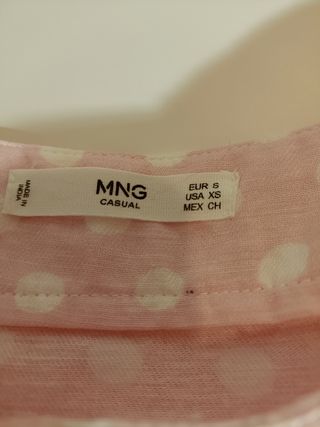 MADE IN
INDIA
MNG
CASUAL
EUR S
USA XS
MEX CH